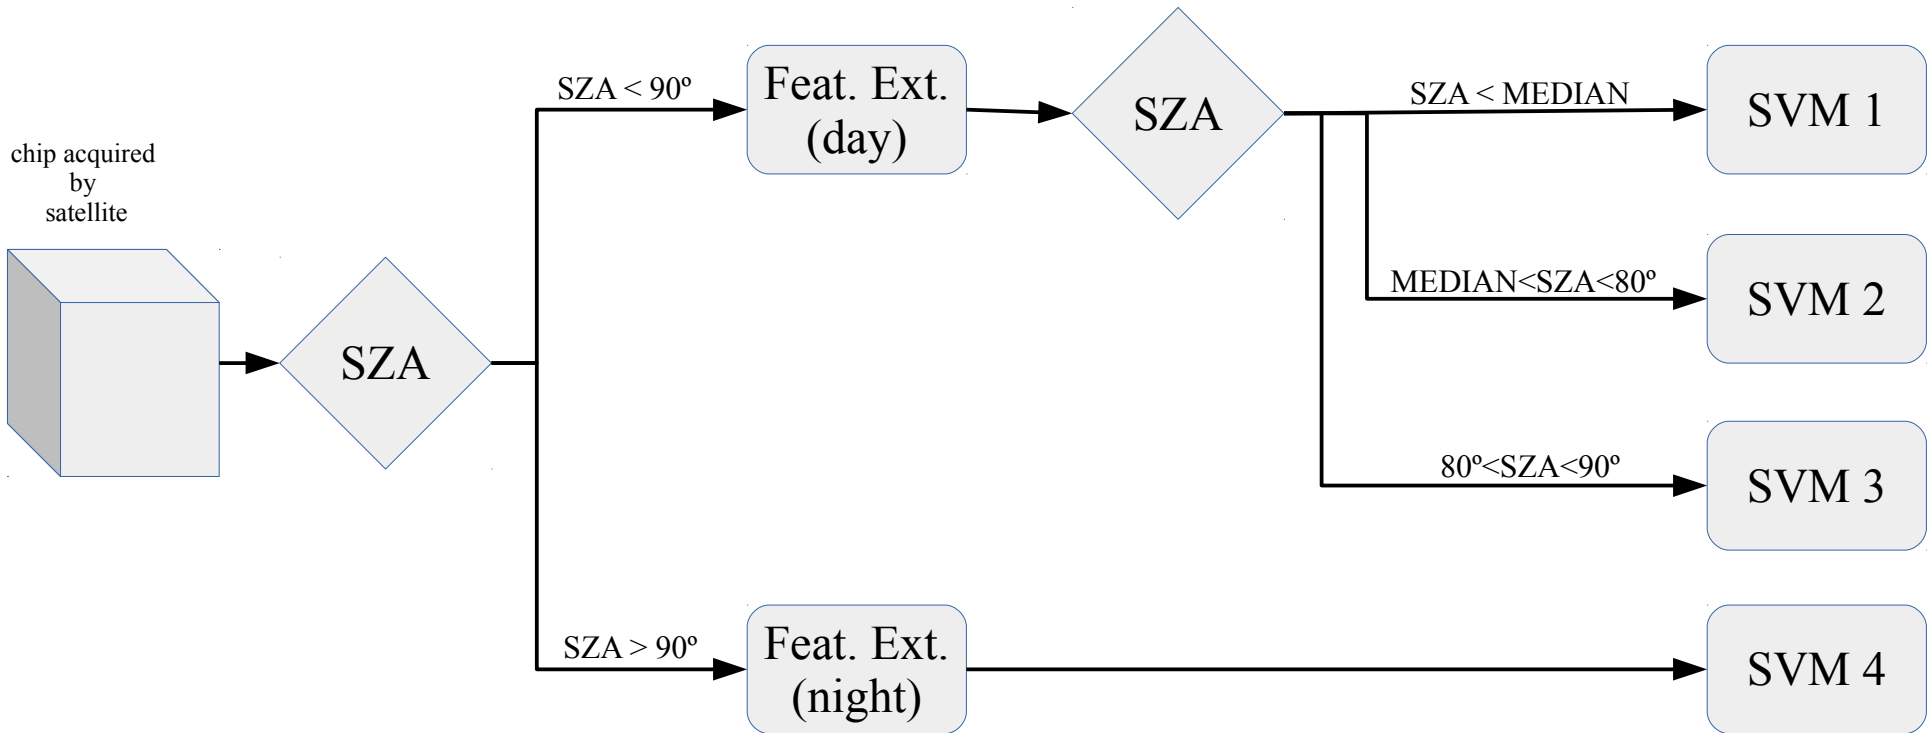 chip acquired
by
satellite
SZA
SZA < 90º
Feat. Ext.
(day)
SZA
SZA < MEDIAN
SVM 1
MEDIAN<SZA<80º
SVM 2
80º<SZA<90º
SVM 3
SZA > 90º
Feat. Ext.
(night)
SVM 4